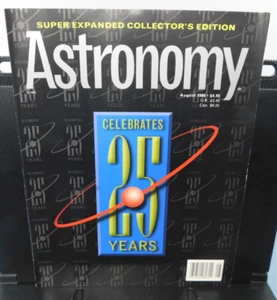 SUPER EXPANDED COLLECTOR'S EDITION
Astronomy
CELEBRATES
25
YEARS